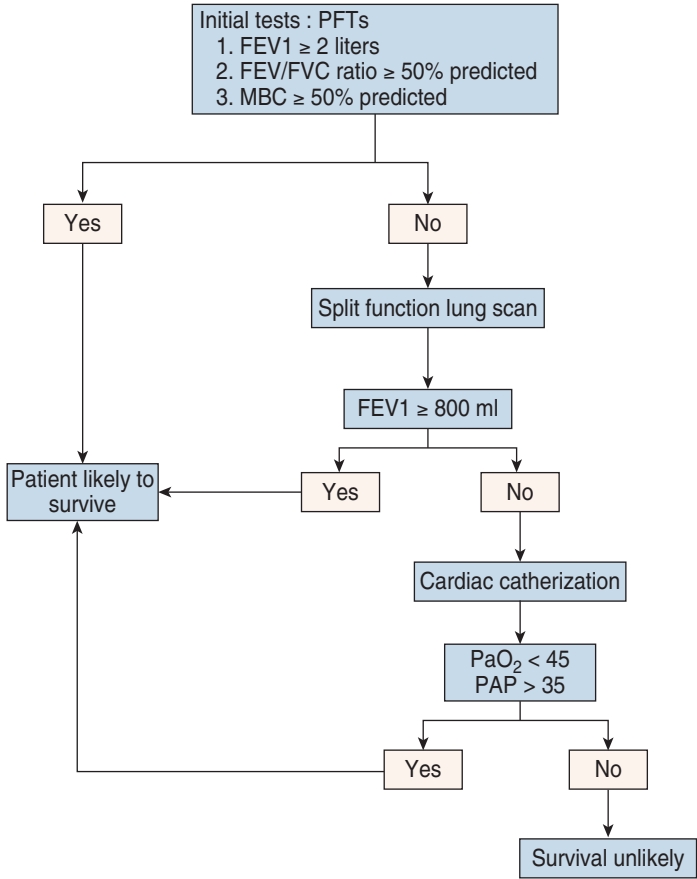 Initial tests : PFTs
1. FEV1 ≥ 2 liters
2. FEV/FVC ratio ≥ 50% predicted
3. MBC ≥ 50% predicted
Yes
No
Split function lung scan
FEV1 ≥ 800 ml
Patient likely to
survive
Yes
No
Cardiac catherization
PaO₂ < 45
PAP > 35
Yes
No
Survival unlikely